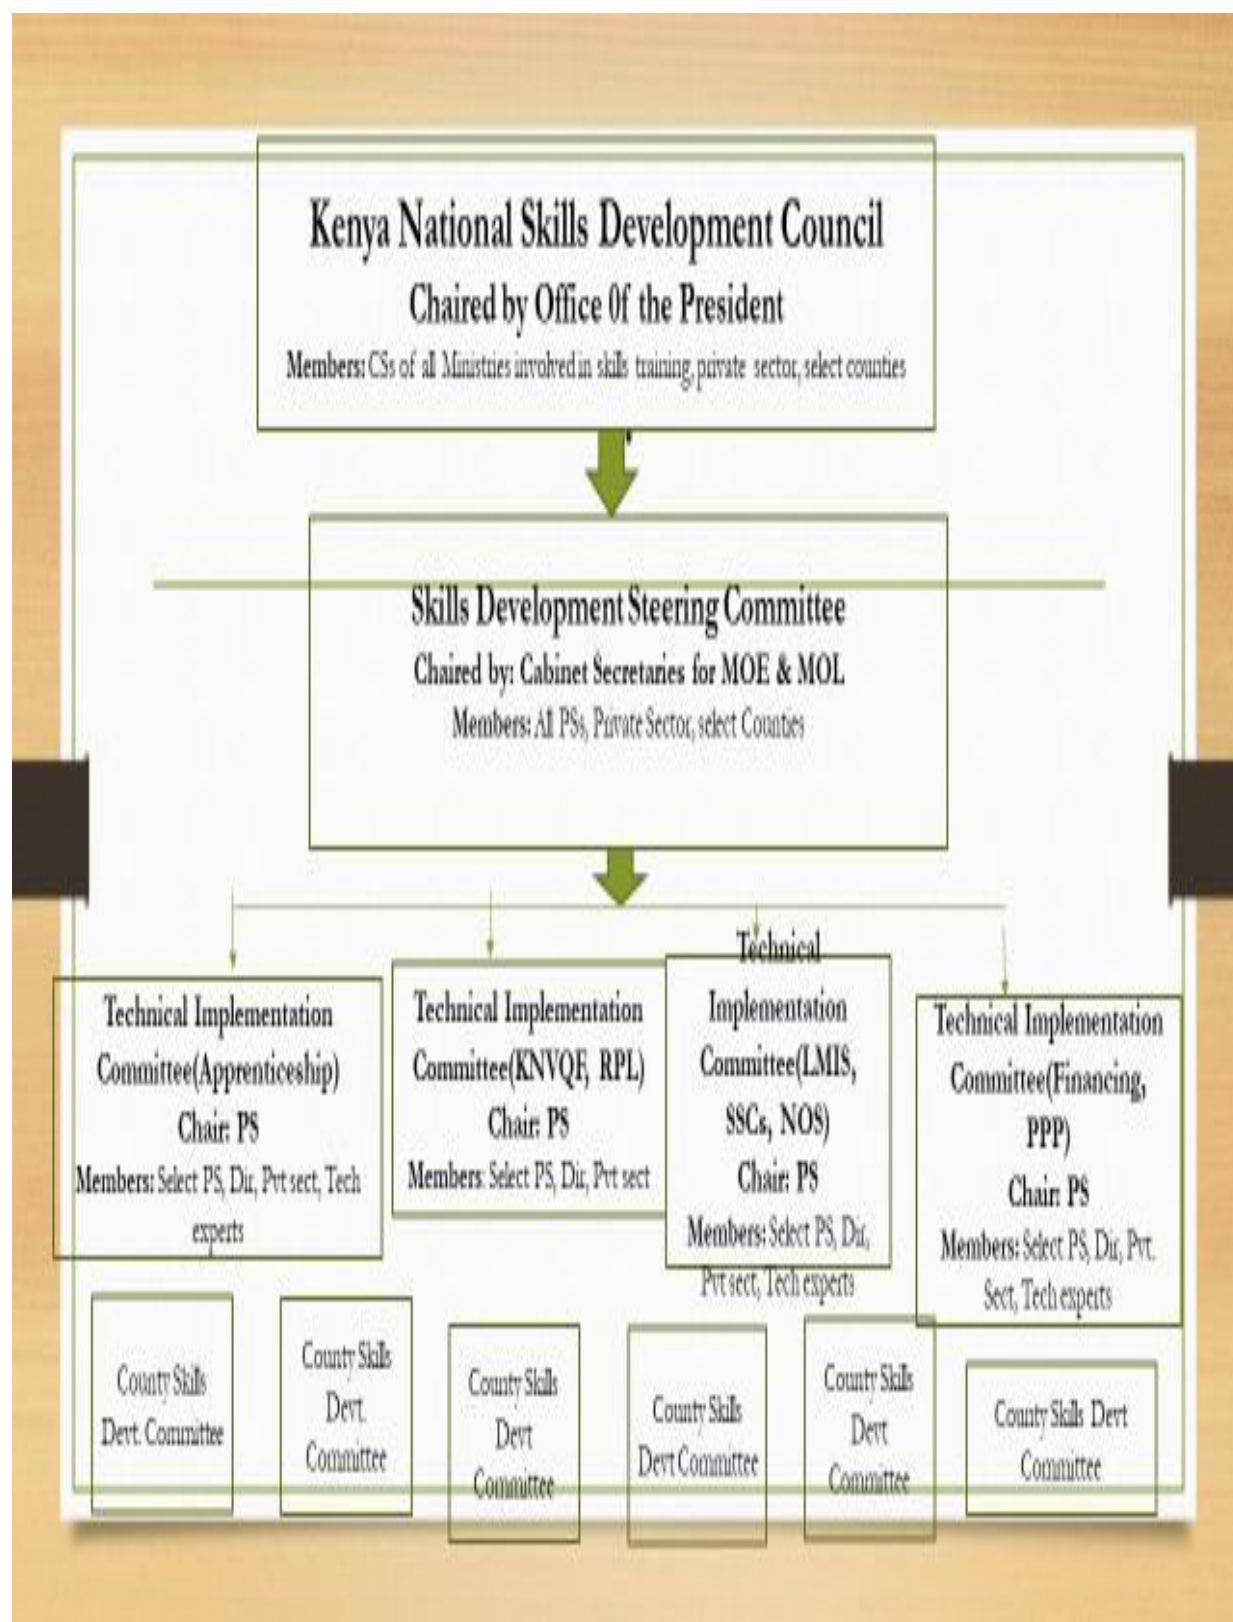 Kenya National Skills Development Council
Chaired by Office 0f the President
Members: CSs of all Ministries involved in skills training, private sector, select counties
Skills Development Steering Committee
Chaired by: Cabinet Secretaries for MOE & MOL
Members: All PSs, Private Sector, select Counties
Technical Implementation
Committee(Apprenticeship)
Chair: PS
Members: Select PS, Dir, Pvt sect, Tech
experts
Technical Implementation
Committee(KNVQF, RPL)
Chair: PS
Members: Select PS, Dir, Pvt sect
Technical
Implementation
Committee(LMIS,
SSCs, NOS)
Chair: PS
Members: Select PS, Dir,
Pvt sect, Tech experts
Technical Implementation
Committee(Financing,
PPP)
Chair: PS
Members: Select PS, Dir, Pvt.
Sect, Tech experts
County Skills
Devt. Committee
County Skills
Devt.
Committee
County Skills
Devt
Committee
County Skills
Devt Committee
County Skills
Devt
Committee
County Skills Devt
Committee